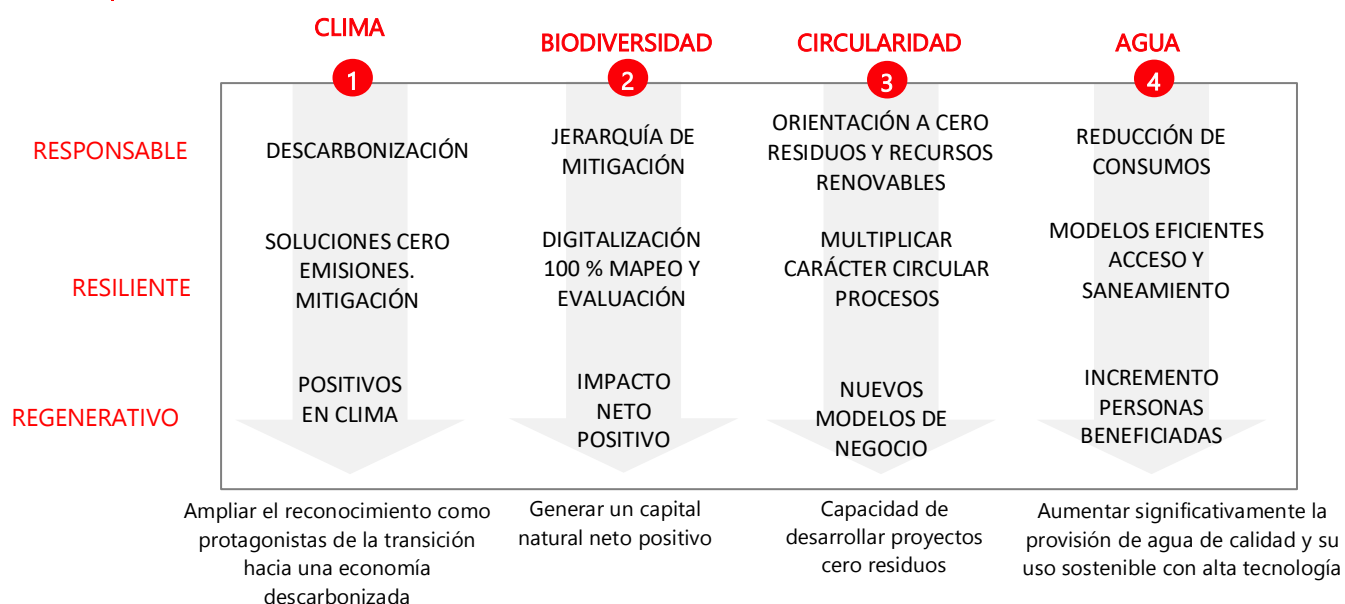 CLIMA
BIODIVERSIDAD
CIRCULARIDAD
AGUA
1
2
3
4
RESPONSABLE
DESCARBONIZACIÓN
JERARQUÍA DE
MITIGACIÓN
ORIENTACIÓN A CERO
RESIDUOS Y RECURSOS
RENOVABLES
REDUCCIÓN DE
CONSUMOS
RESILIENTE
SOLUCIONES CERO
EMISIONES.
MITIGACIÓN
DIGITALIZACIÓN
100 % MAPEO Y
EVALUACIÓN
MULTIPLICAR
CARÁCTER CIRCULAR
PROCESOS
MODELOS EFICIENTES
ACCESO Y
SANEAMIENTO
REGENERATIVO
POSITIVOS
EN CLIMA
IMPACTO
NETO
POSITIVO
NUEVOS
MODELOS DE
NEGOCIO
INCREMENTO
PERSONAS
BENEFICIADAS
Ampliar el reconocimiento como
protagonistas de la transición
hacia una economía
descarbonizada
Generar un capital
natural neto positivo
Capacidad de
desarrollar proyectos
cero residuos
Aumentar significativamente la
provisión de agua de calidad y su
uso sostenible con alta tecnología